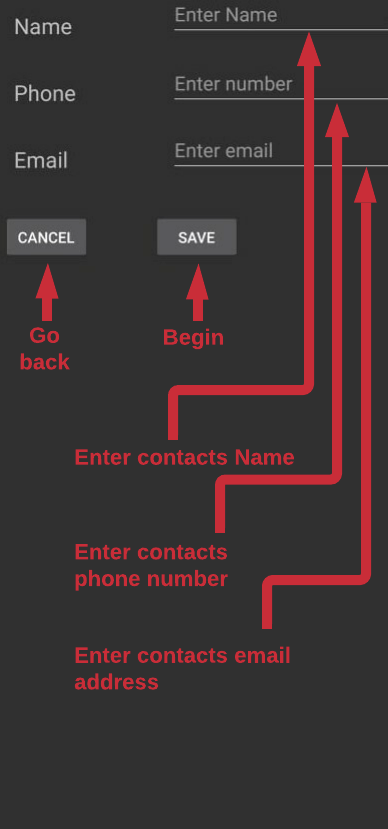 Name Enter Name
Phone Enter number
Email Enter email
CANCEL SAVE
Go
back
Begin
Enter contacts Name
Enter contacts
phone number
Enter contacts email
address